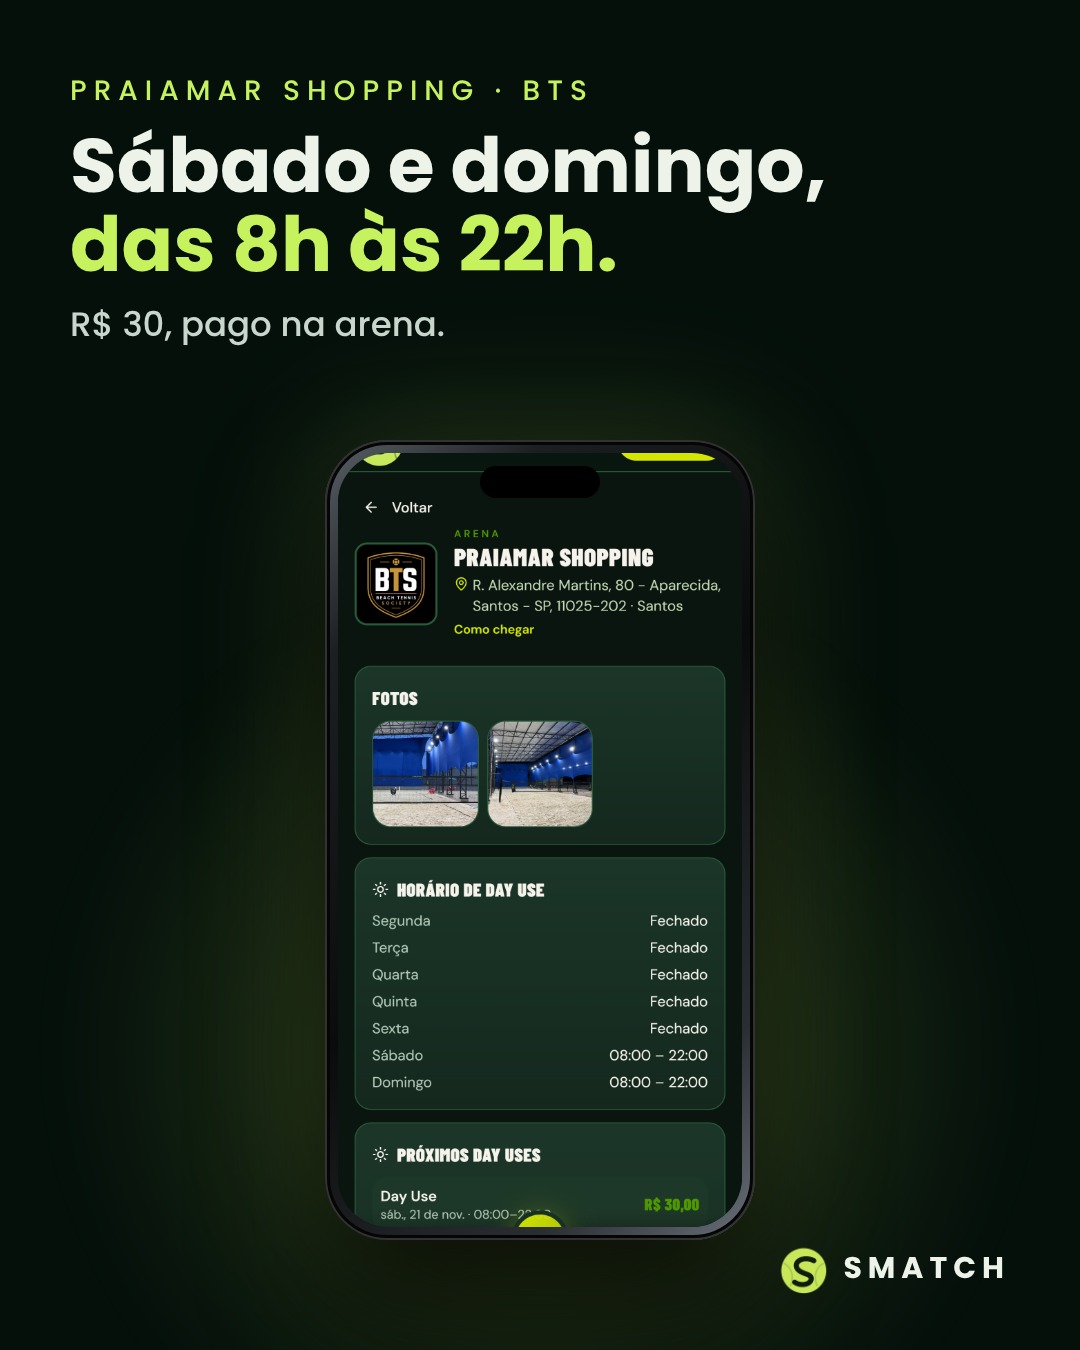 PRAIAMAR SHOPPING · BTS
Sábado e domingo,
das 8h às 22h.
R$ 30, pago na arena.
Voltar
ARENA
PRAIAMAR SHOPPING
BTS
BEACH TENNIS
SOCIETY
R. Alexandre Martins, 80 - Aparecida,
Santos - SP, 11025-202 · Santos
Como chegar
FOTOS
HORÁRIO DE DAY USE
Segunda Fechado
Terça Fechado
Quarta Fechado
Quinta Fechado
Sexta Fechado
Sábado 08:00 – 22:00
Domingo 08:00 – 22:00
PRÓXIMOS DAY USES
Day Use
R$ 30,00
sáb., 21 de nov. · 08:00–
S SMATCH